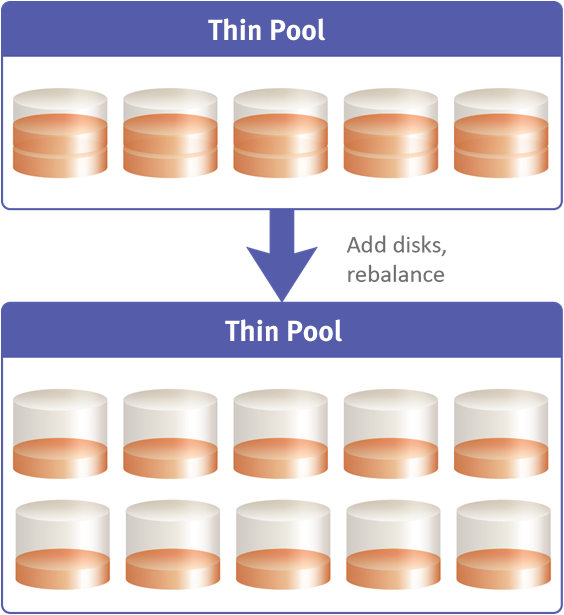 Thin Pool
Add disks,
rebalance
Thin Pool